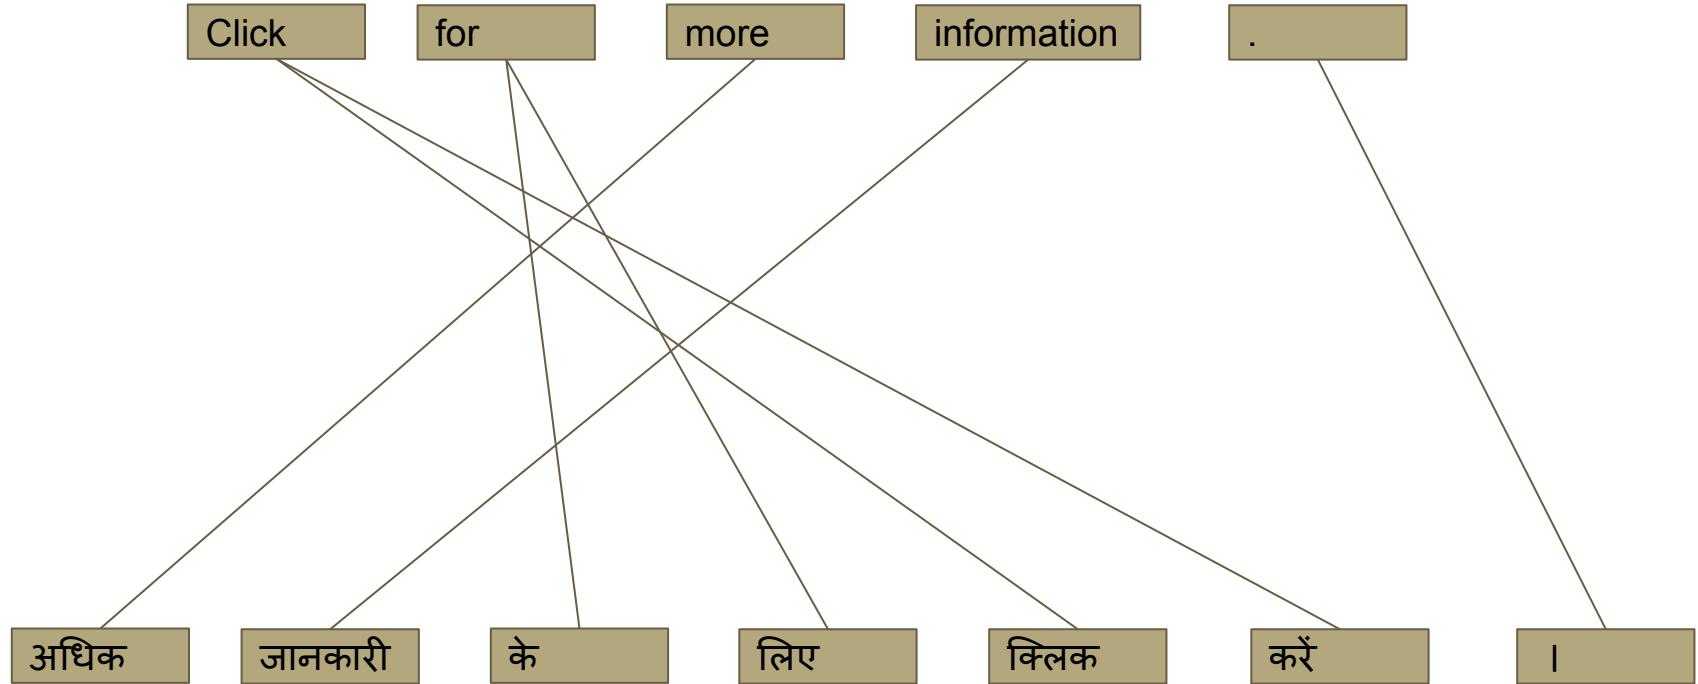 Click for more information .
अधिक जानकारी के लिए क्लिक करें ।